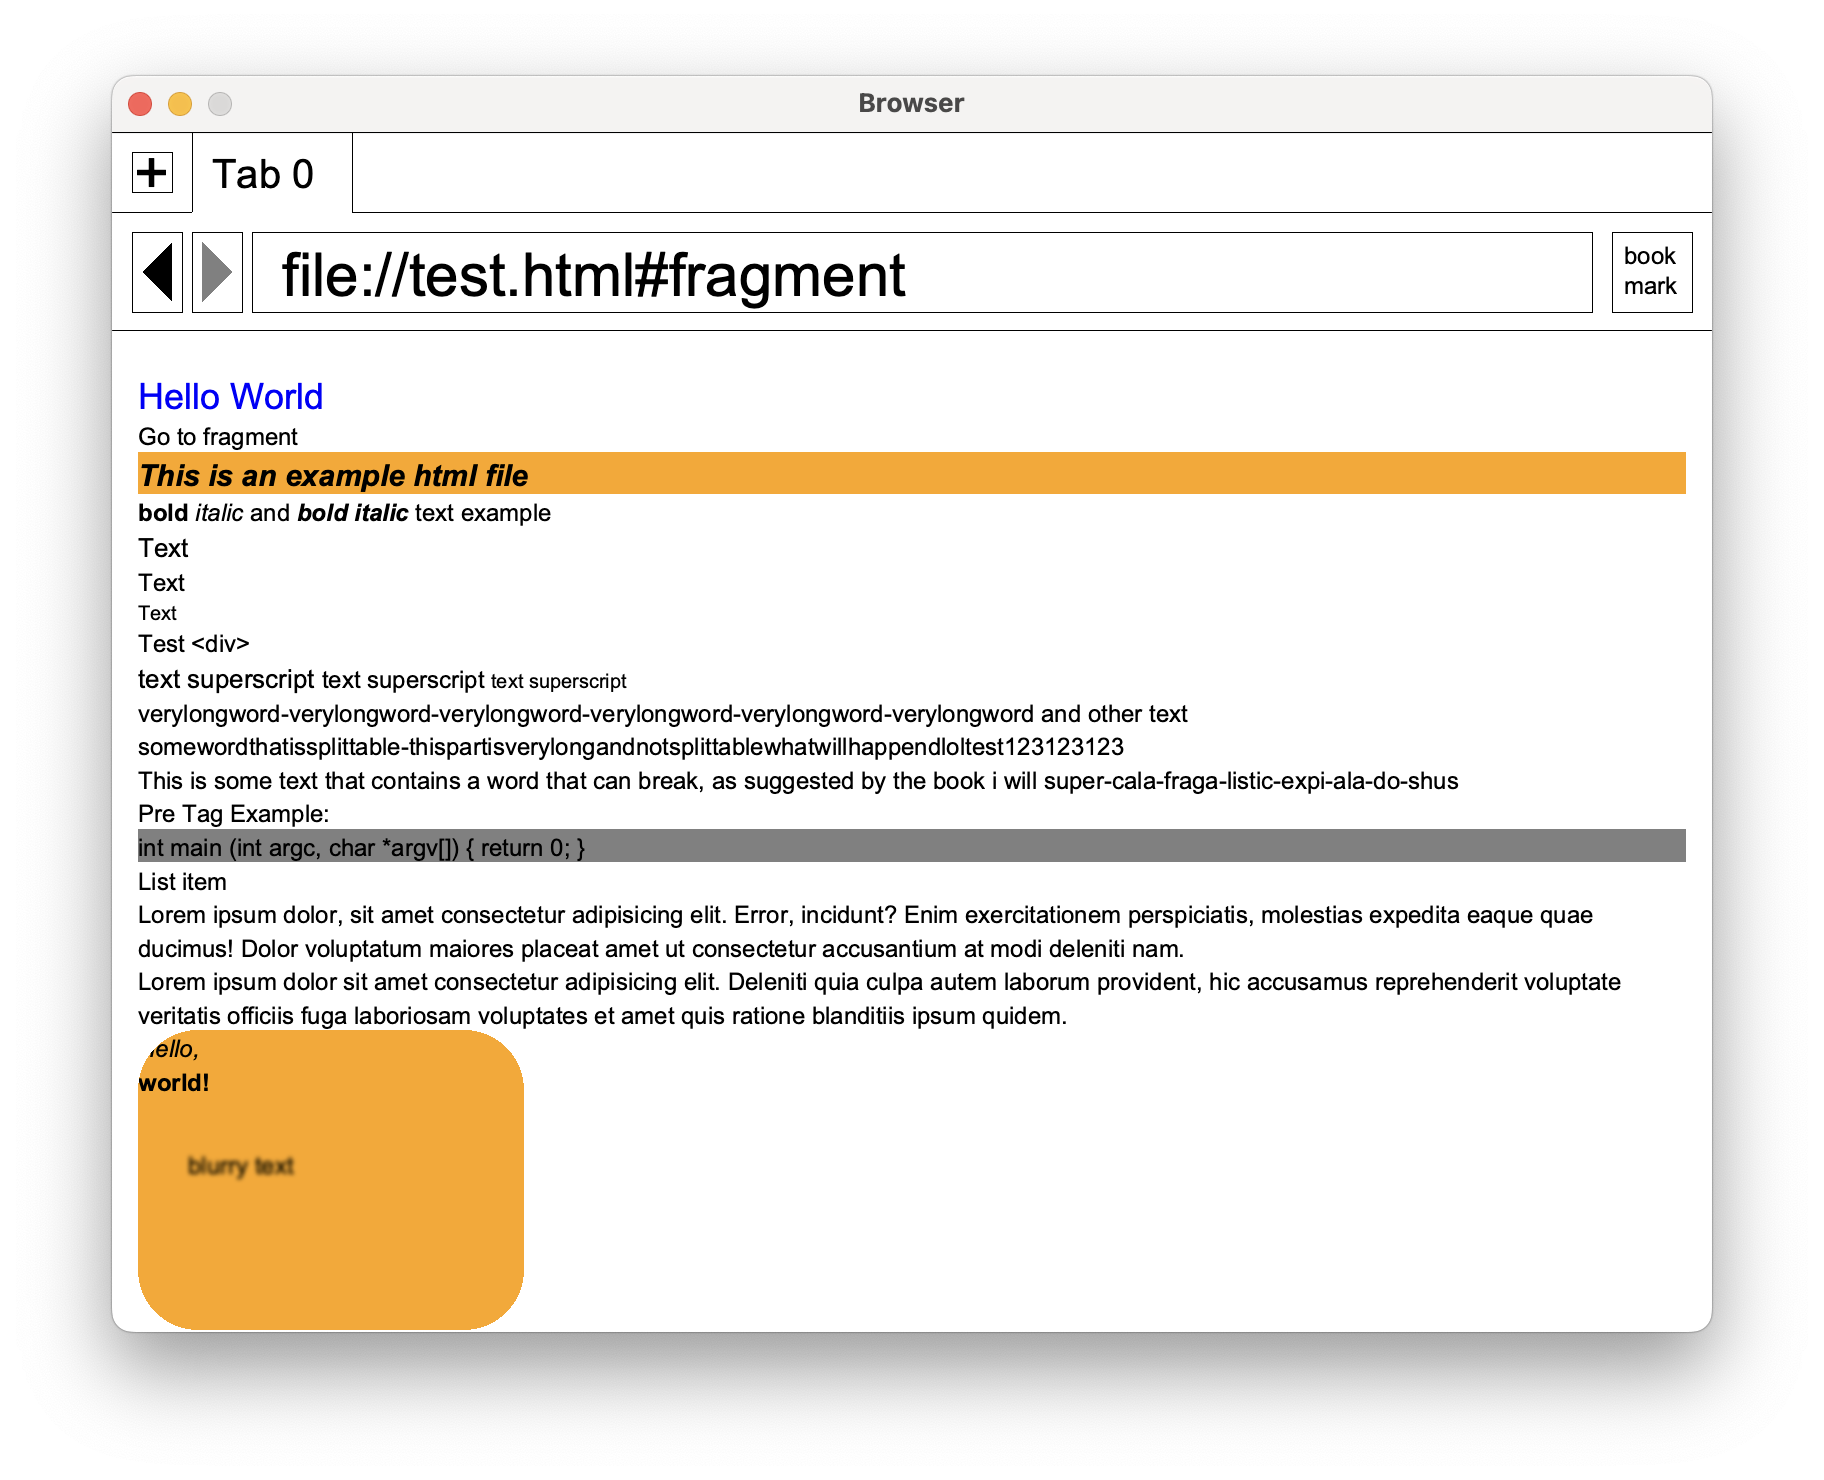 Browser
Tab 0
file://test.html#fragment
book
mark
Hello World
Go to fragment
This is an example html file
bold italic and bold italic text example
Text
Text
Text
Test <div>
text superscript text superscript text superscript
verylongword-verylongword-verylongword-verylongword-verylongword-verylongword and other text
somewordthatissplittable-thispartisverylongandnotsplittablewhatwillhappendloltest123123123
This is some text that contains a word that can break, as suggested by the book i will super-cala-fraga-listic-expi-ala-do-shus
Pre Tag Example:
int main (int argc, char *argv[]) { return 0; }
List item
Lorem ipsum dolor, sit amet consectetur adipisicing elit. Error, incidunt? Enim exercitationem perspiciatis, molestias expedita eaque quae
ducimus! Dolor voluptatum maiores placeat amet ut consectetur accusantium at modi deleniti nam.
Lorem ipsum dolor sit amet consectetur adipisicing elit. Deleniti quia culpa autem laborum provident, hic accusamus reprehenderit voluptate
veritatis officiis fuga laboriosam voluptates et amet quis ratione blanditiis ipsum quidem.
Hello,
world!
blurry text